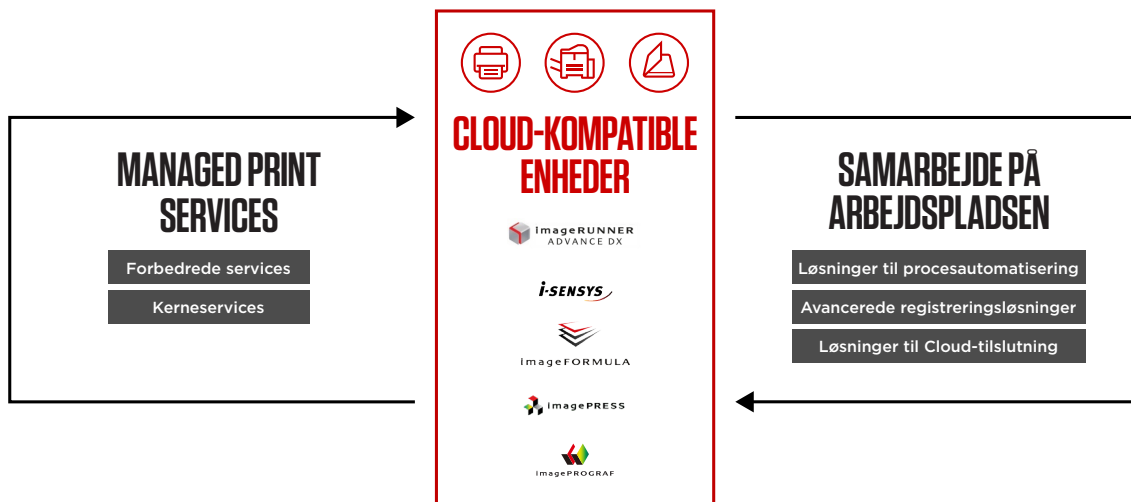 MANAGED PRINT
SERVICES
Forbedrede services
Kerneservices
CLOUD-KOMPATIBLE
ENHEDER
imageRUNNER
ADVANCE DX
i-SENSYS
imageFORMULA
imagePRESS
imagePROGRAF
SAMARBEJDE PÅ
ARBEJDSPLADSEN
Løsninger til procesautomatisering
Avancerede registreringsløsninger
Løsninger til Cloud-tilslutning